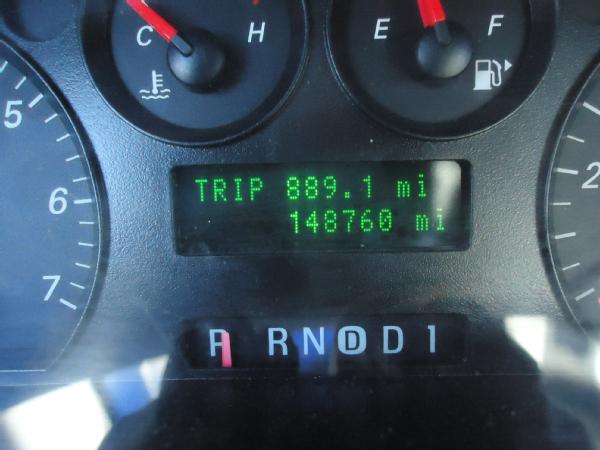 C H
E F
5
6
7
2
TRIP 889.1 mi
148760 mi
P R N D D 1